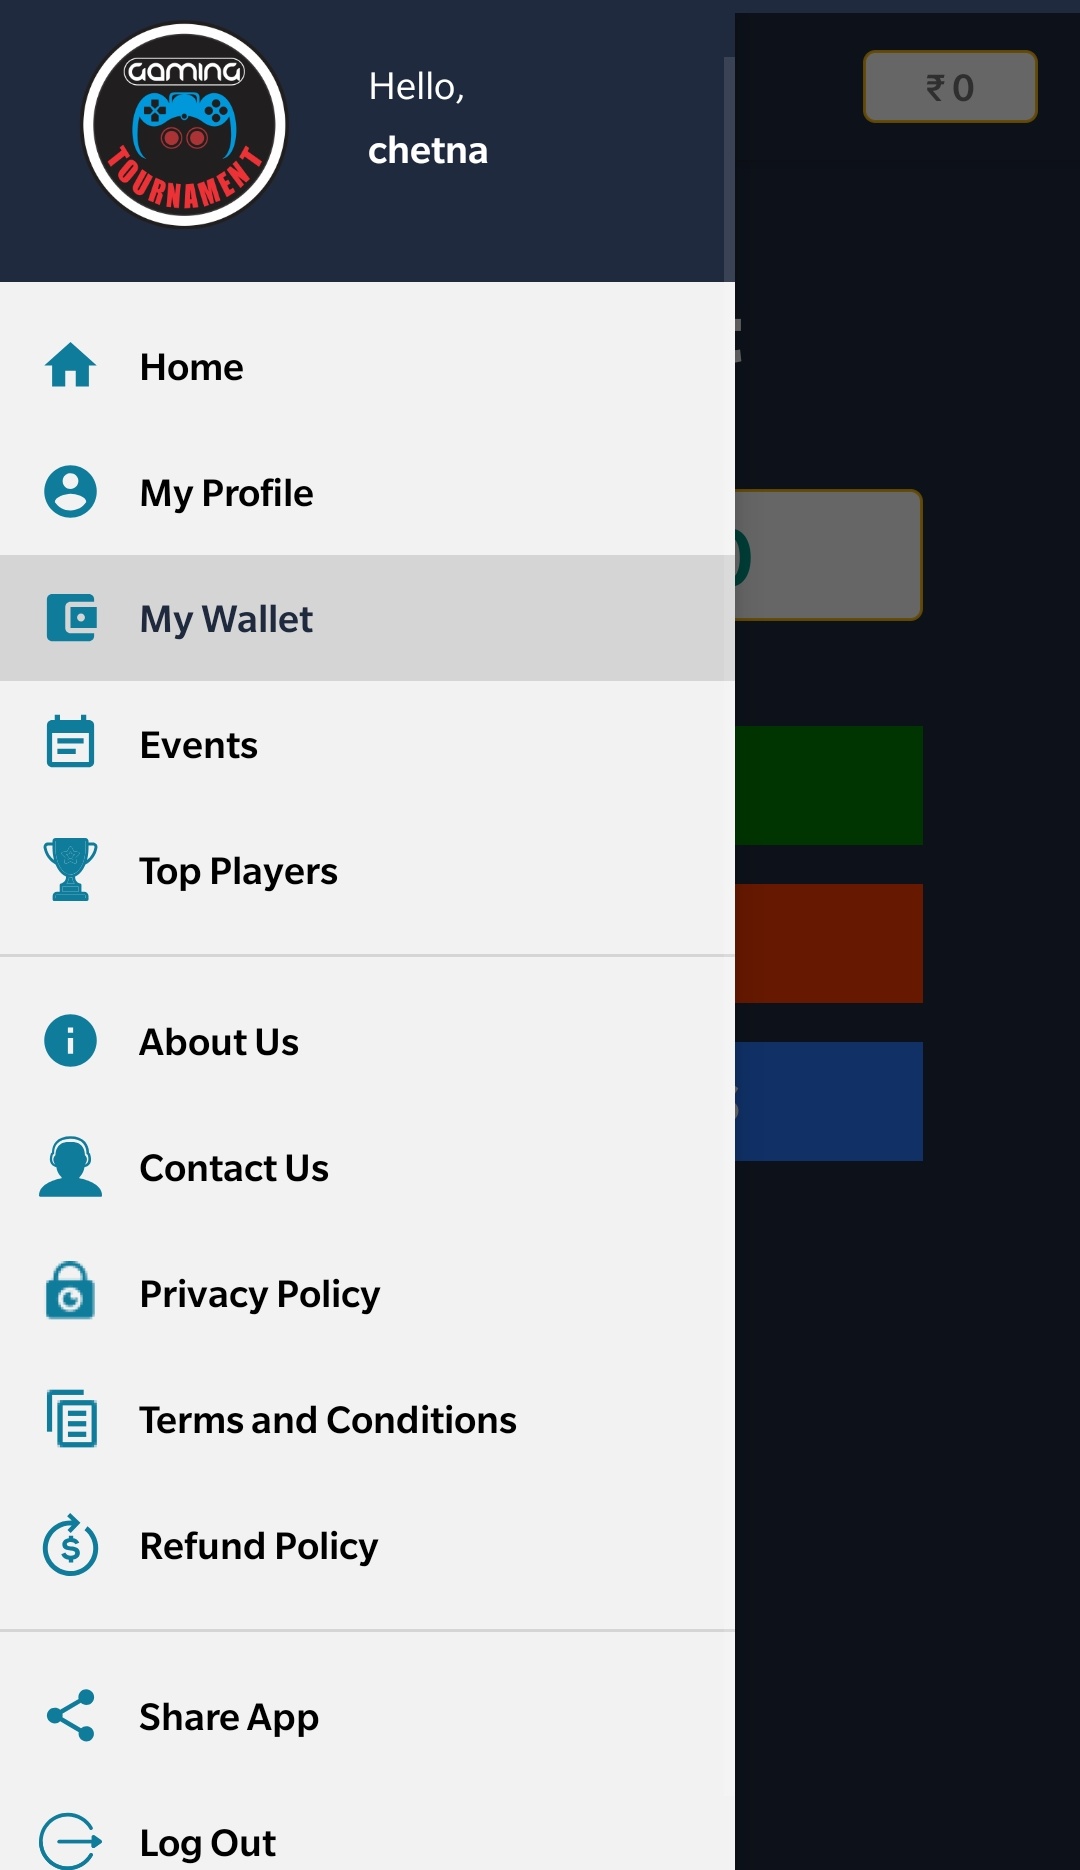 GAMING
TOURNAMENT
Hello,
chetna
₹ 0
Home
My Profile
My Wallet
Events
Top Players
About Us
Contact Us
Privacy Policy
Terms and Conditions
Refund Policy
Share App
Log Out